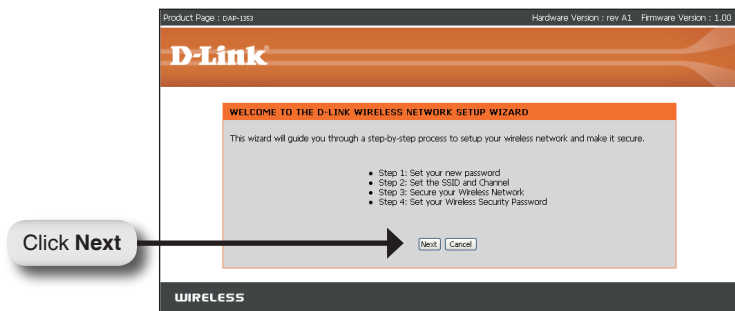 Product Page : DAP-1353 Hardware Version : rev A1 Firmware Version : 1.00
D-Link
WELCOME TO THE D-LINK WIRELESS NETWORK SETUP WIZARD
This wizard will guide you through a step-by-step process to setup your wireless network and make it secure.
• Step 1: Set your new password
• Step 2: Set the SSID and Channel
• Step 3: Secure your Wireless Network
• Step 4: Set your Wireless Security Password
Click Next
Next Cancel
WIRELESS